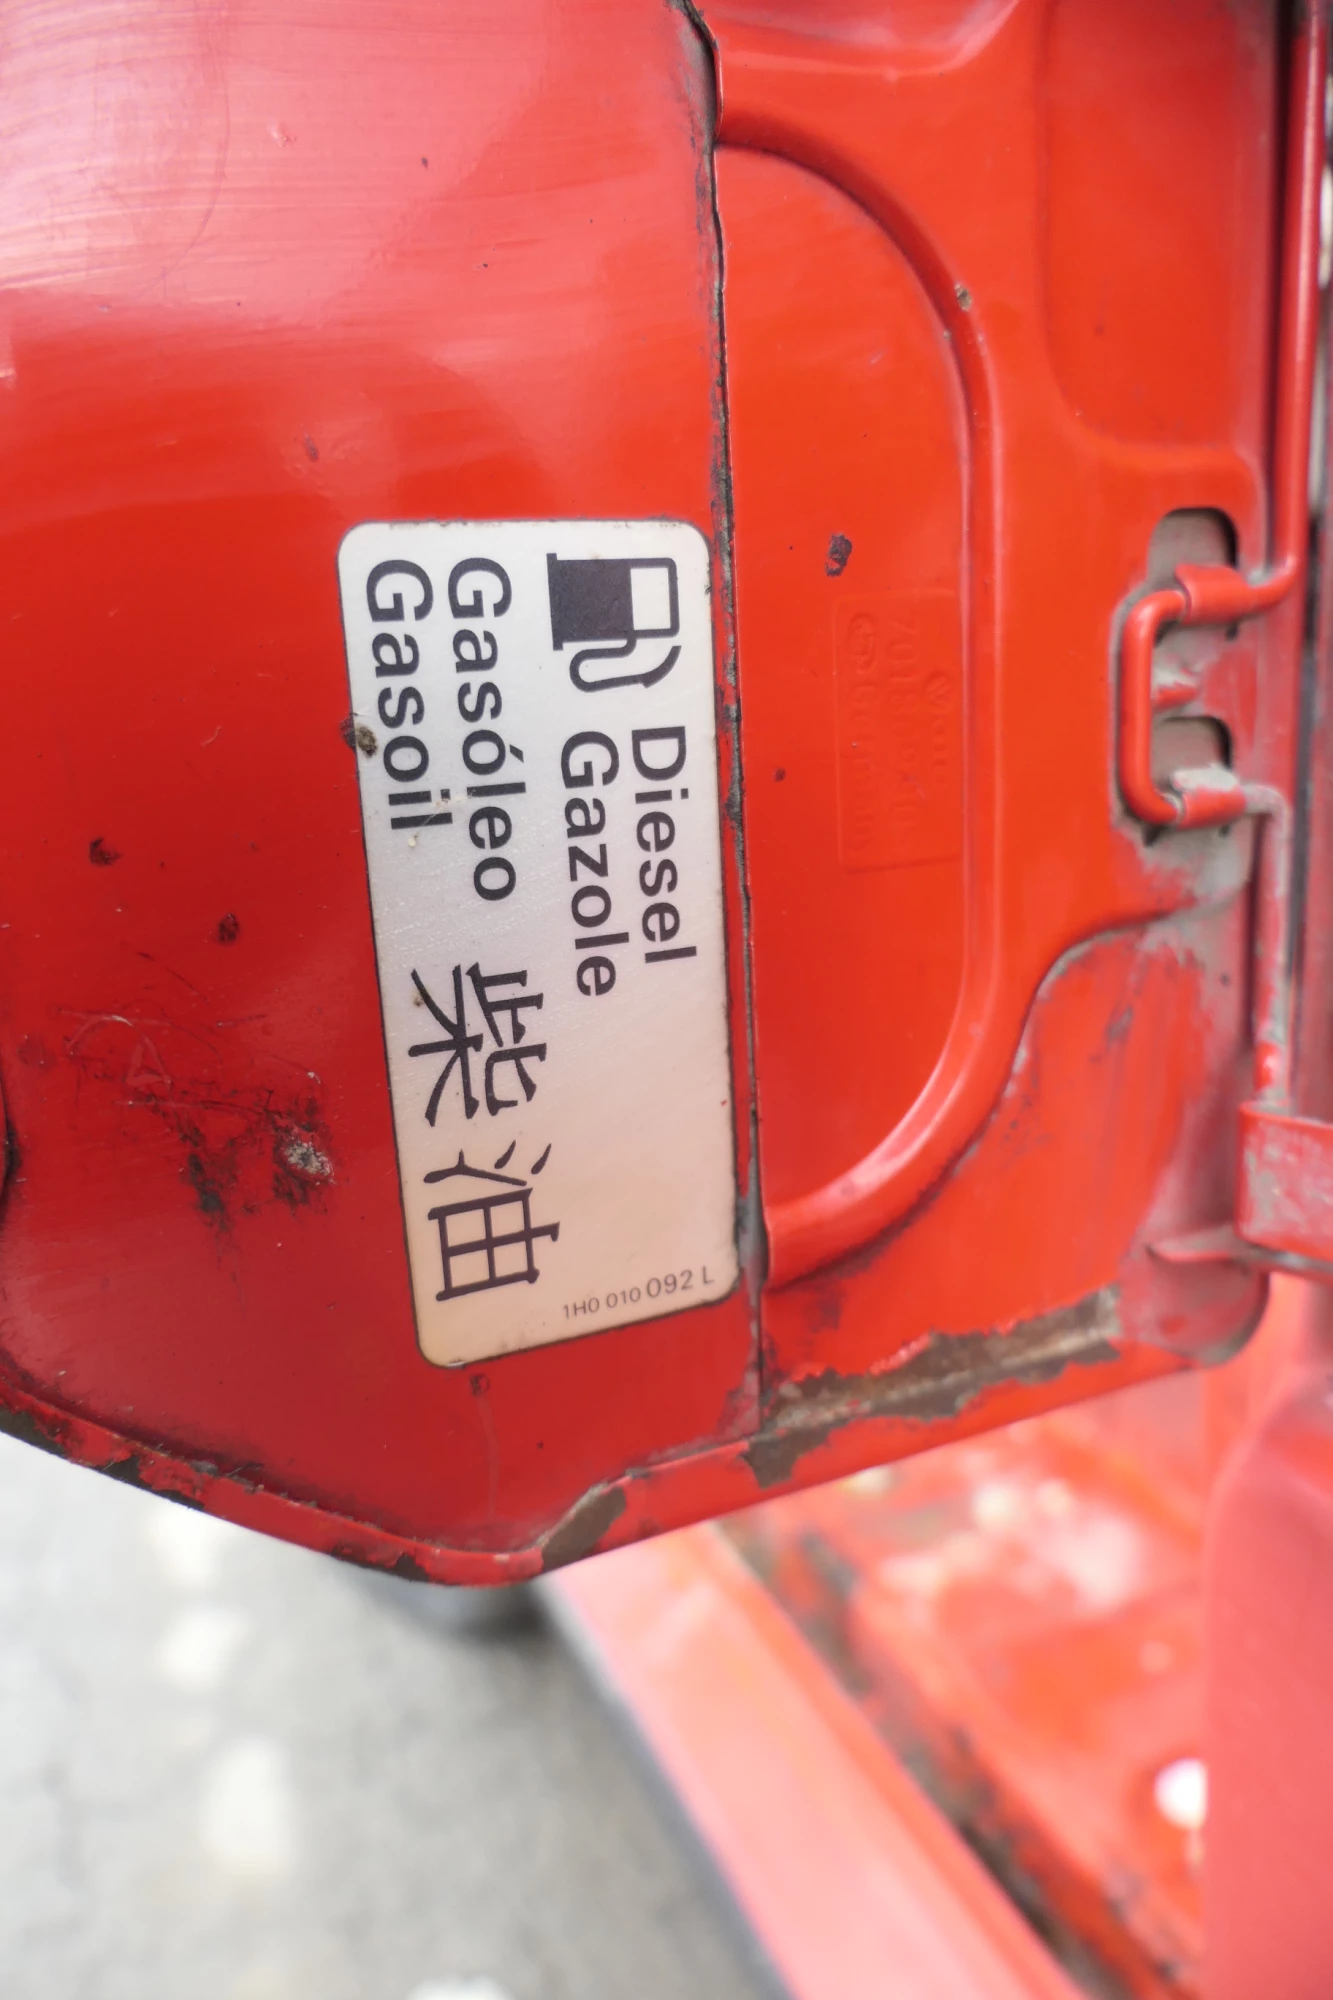 Diesel
Gazole
Gasóleo
Gasoil
柴油
1H0 010 092 L